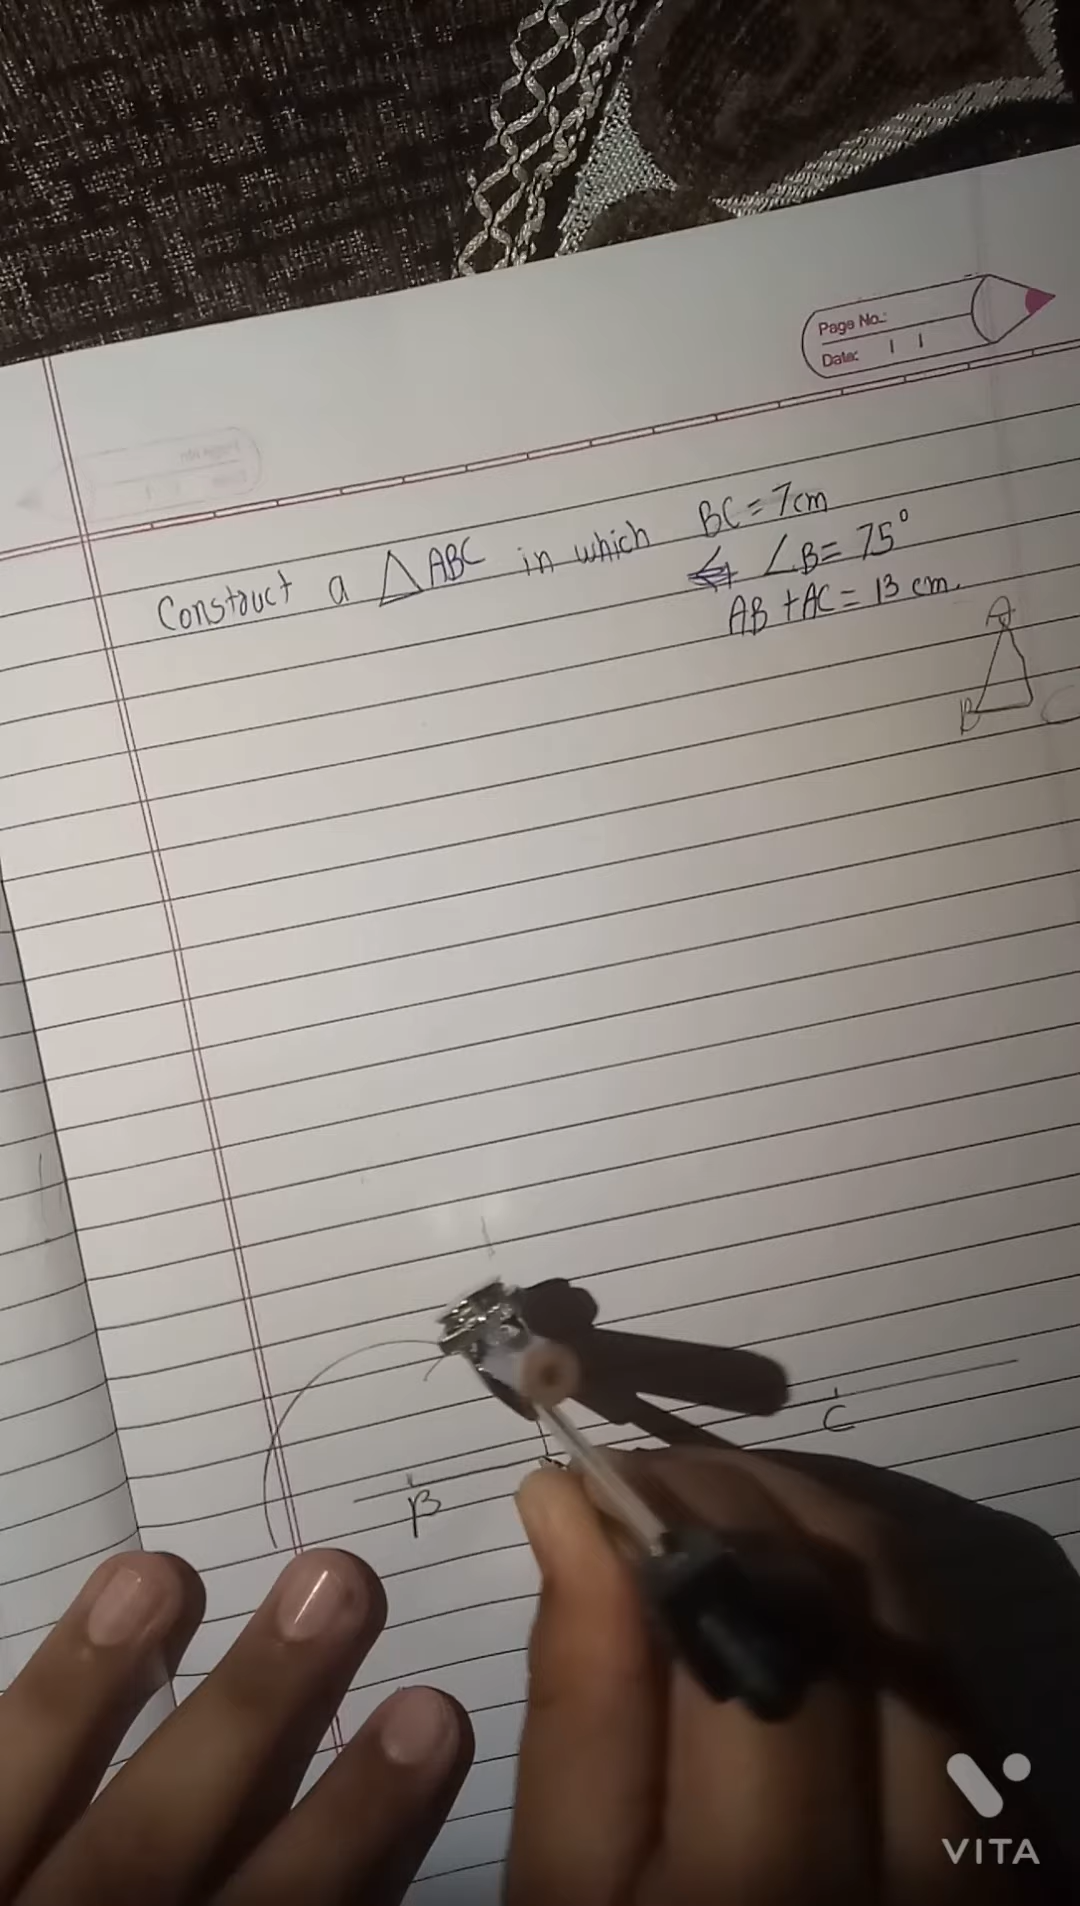 Page No.:
Date:
Construct a △ABC in which BC = 7cm
∠B = 75°
AB + AC = 13 cm.
A
B C
C
B
VITA